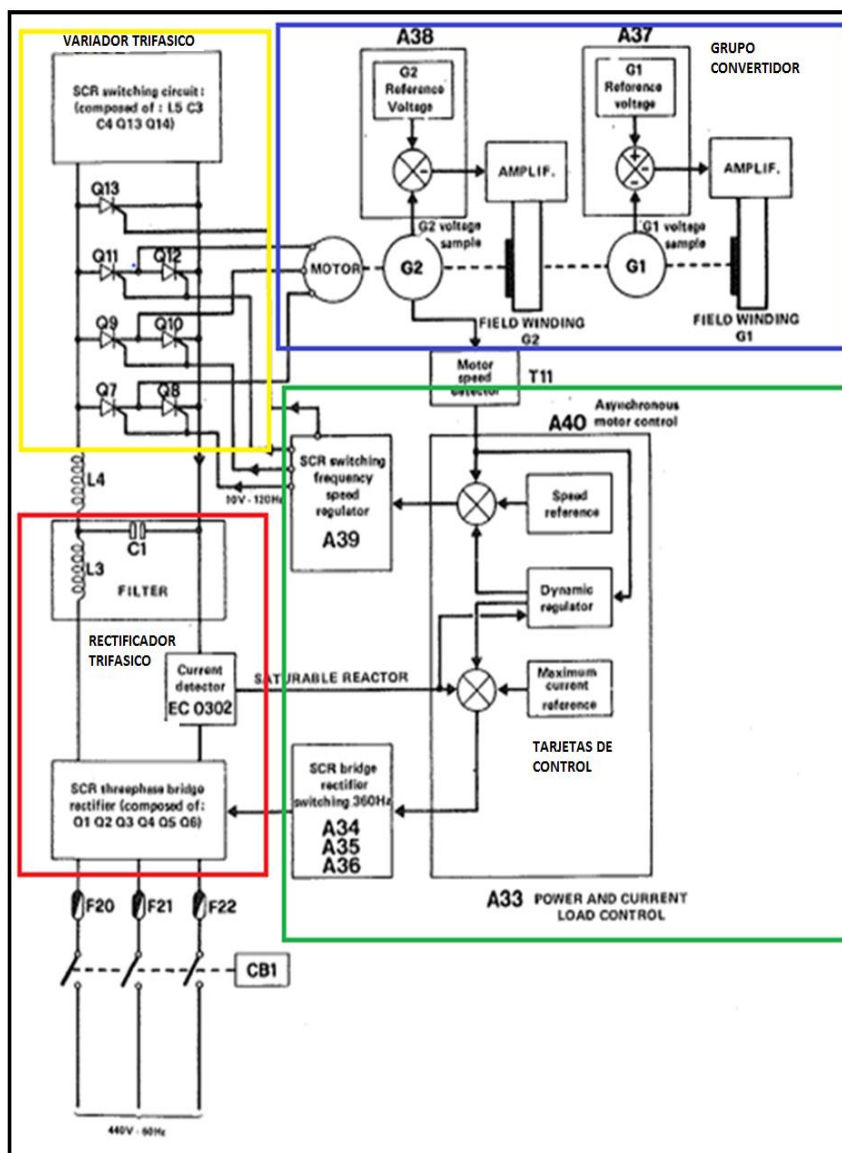 VARIADOR TRIFASICO
SCR switching circuit:
(composed of : L5 C3
C4 Q13 Q14)
Q13
Q11
Q12
Q9
Q10
Q7
Q8
L4
A38
G2
Reference
Voltage
-
AMPLIF.
G2 voltage
sample
MOTOR
G2
FIELD WINDING
G2
A37
G1
Reference
voltage
+
-
-
AMPLIF.
G1 voltage
sample
G1
FIELD WINDING
G1
GRUPO
CONVERTIDOR
Motor
speed
detector
T11
A40
Asynchronous
motor control
SCR switching
frequency
speed
regulator
A39
10V - 120Hz
Speed
reference
Dynamic
regulator
Maximum
current
reference
TARJETAS DE
CONTROL
C1
L3
FILTER
RECTIFICADOR
TRIFASICO
Current
detector
EC 0302
SATURABLE REACTOR
SCR threephase bridge
rectifier (composed of:
Q1 Q2 Q3 Q4 Q5 Q6)
SCR bridge
rectifier
switching 360Hz
A34
A35
A36
A33 POWER AND CURRENT
LOAD CONTROL
F20
F21
F22
CB1
440V - 60Hz